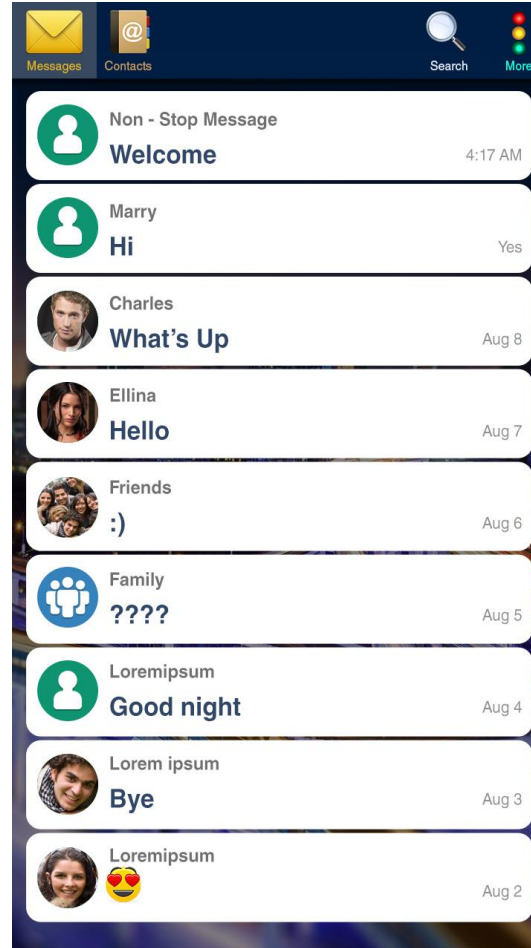 Messages
Contacts
Search
More
Non - Stop Message
Welcome
4:17 AM
Marry
Hi
Yes
Charles
What’s Up
Aug 8
Ellina
Hello
Aug 7
Friends
:)
Aug 6
Family
????
Aug 5
Loremipsum
Good night
Aug 4
Lorem ipsum
Bye
Aug 3
Loremipsum
😍
Aug 2